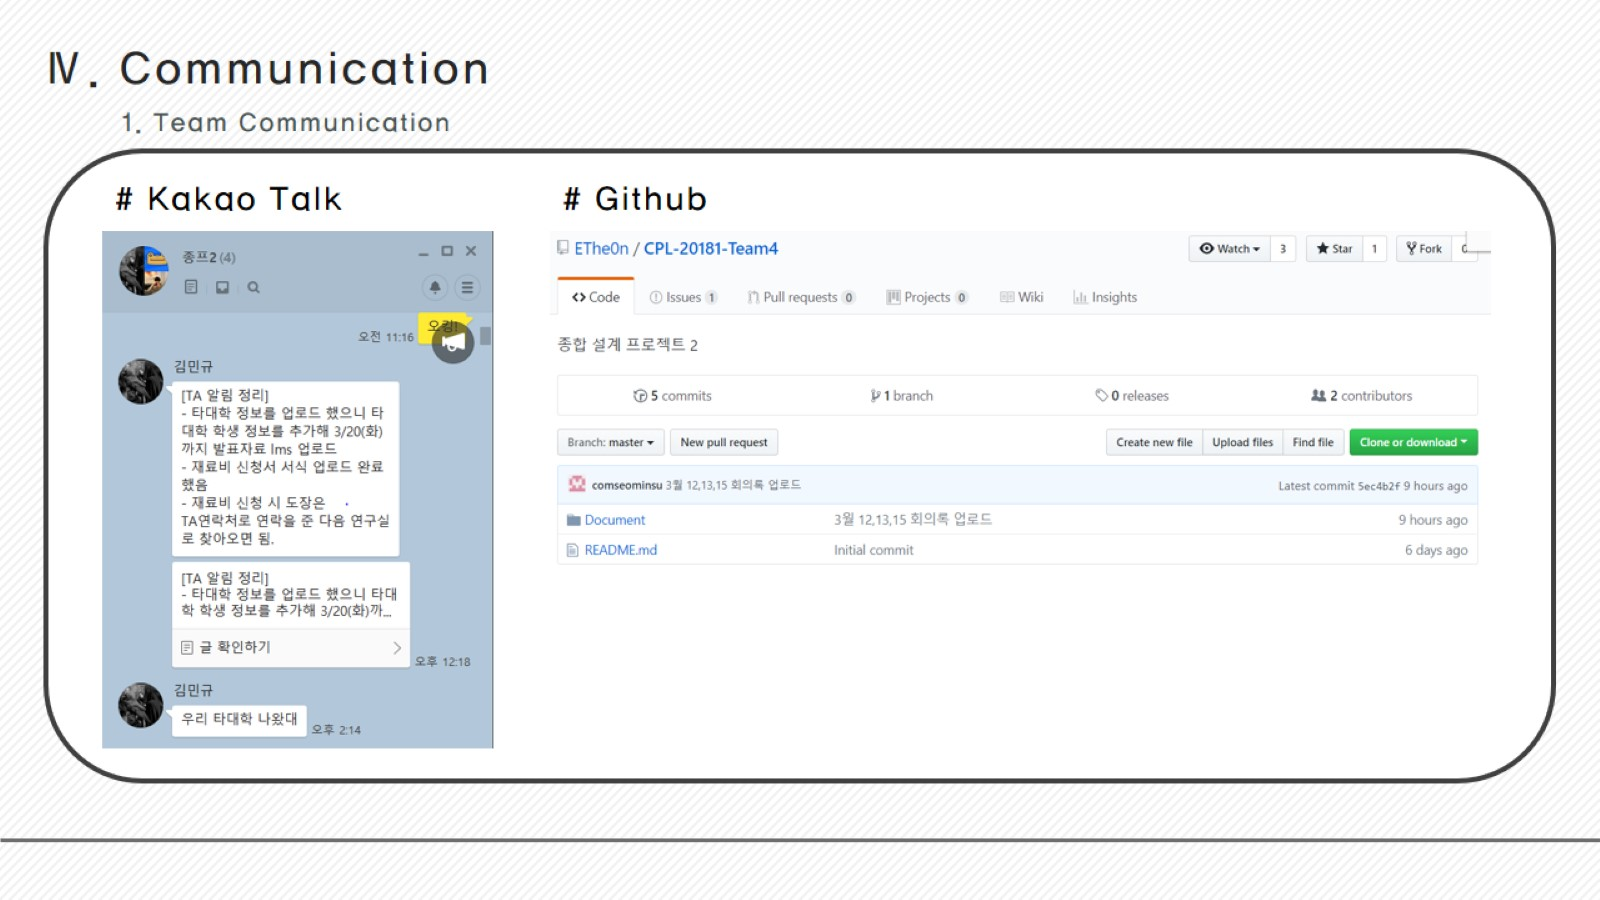 Ⅳ. Communication
1. Team Communication
# Kakao Talk
종프2 (4)
오킹!
오전 11:16
김민규
[TA 알림 정리]
- 타대학 정보를 업로드 했으니 타
대학 학생 정보를 추가해 3/20(화)
까지 발표자료 lms 업로드
- 재료비 신청서 서식 업로드 완료
했음
- 재료비 신청 시 도장은
TA연락처로 연락을 준 다음 연구실
로 찾아오면 됨.
[TA 알림 정리]
- 타대학 정보를 업로드 했으니 타대
학 학생 정보를 추가해 3/20(화)까...
글 확인하기
오후 12:18
김민규
우리 타대학 나왔대
오후 2:14
# Github
EThe0n / CPL-20181-Team4
Watch 3 Star 1 Fork
Code Issues 1 Pull requests 0 Projects 0 Wiki Insights
종합 설계 프로젝트 2
5 commits 1 branch 0 releases 2 contributors
Branch: master New pull request Create new file Upload files Find file Clone or download
comseominsu 3월 12,13,15 회의록 업로드 Latest commit 5ec4b2f 9 hours ago
Document 3월 12,13,15 회의록 업로드 9 hours ago
README.md Initial commit 6 days ago